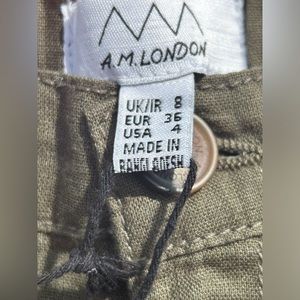 A.M.LONDON
UK/IR 8
EUR 36
USA 4
MADE IN
BANGLADESH